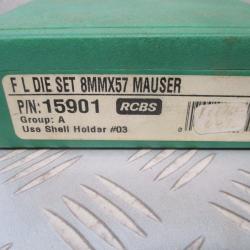 F L DIE SET 8MMX57 MAUSER
P/N: 15901 RCBS
Group: A
Use Shell Holder #03